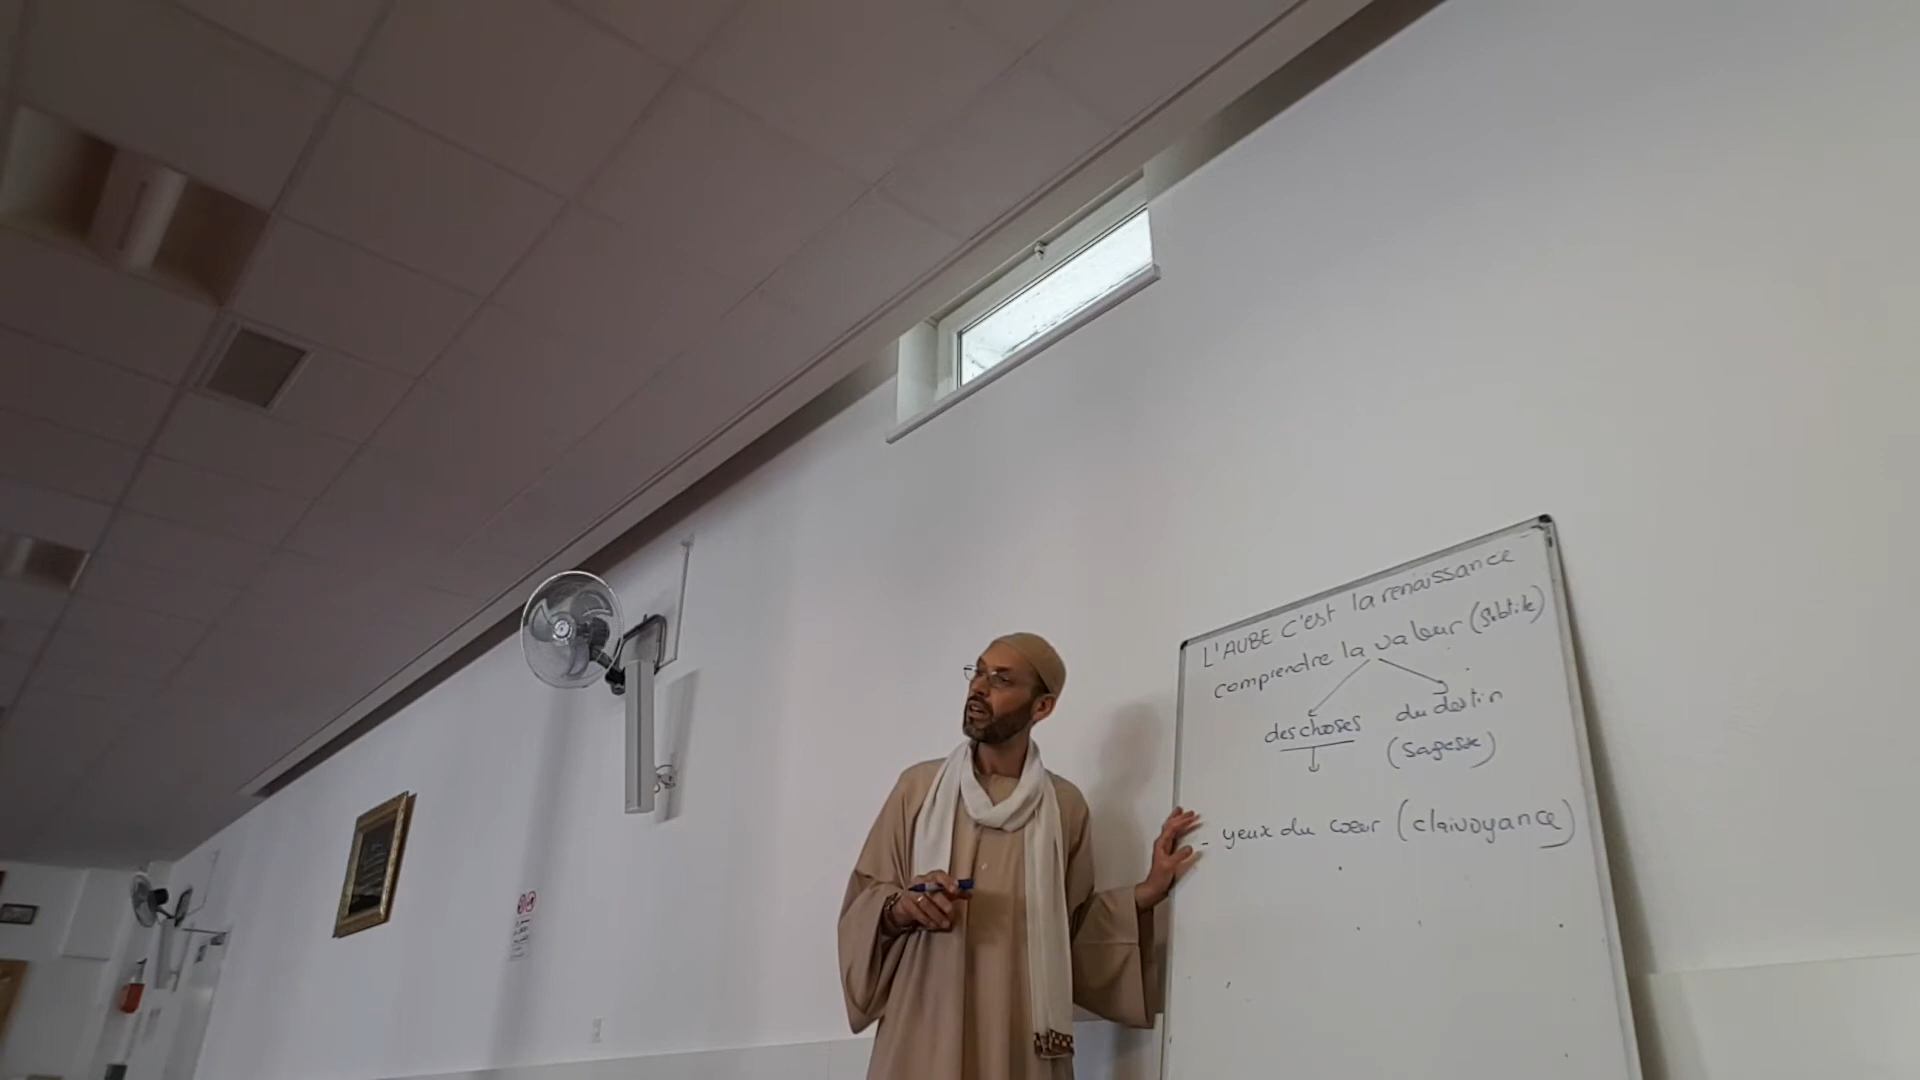 L'AUBE C'est la renaissance
comprendre la valeur (subtile)
des choses
du destin
(Sagesse)
- yeux du cœur (clairvoyance)